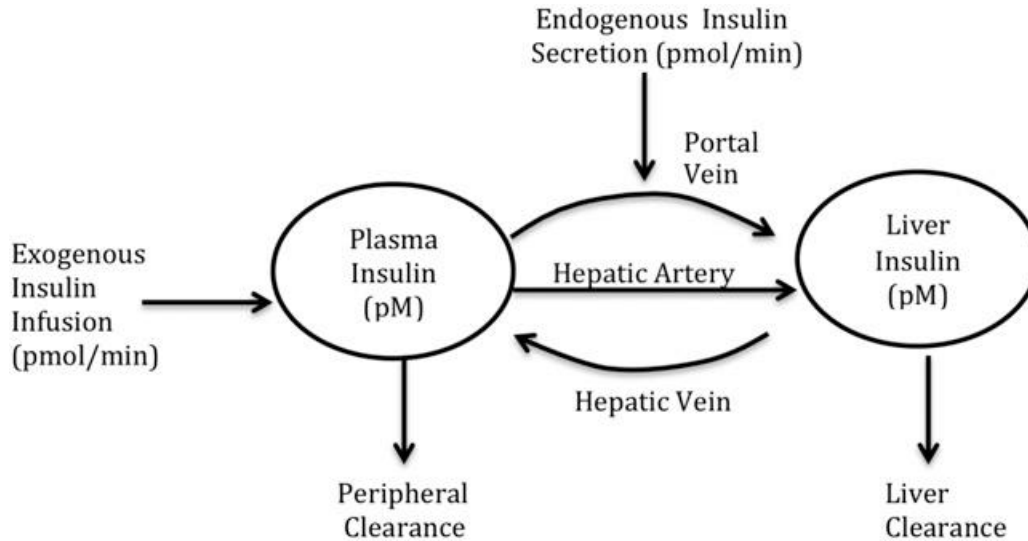 Endogenous Insulin
Secretion (pmol/min)
Portal
Vein
Exogenous
Insulin
Infusion
(pmol/min)
Plasma
Insulin
(pM)
Hepatic Artery
Liver
Insulin
(pM)
Hepatic Vein
Peripheral
Clearance
Liver
Clearance